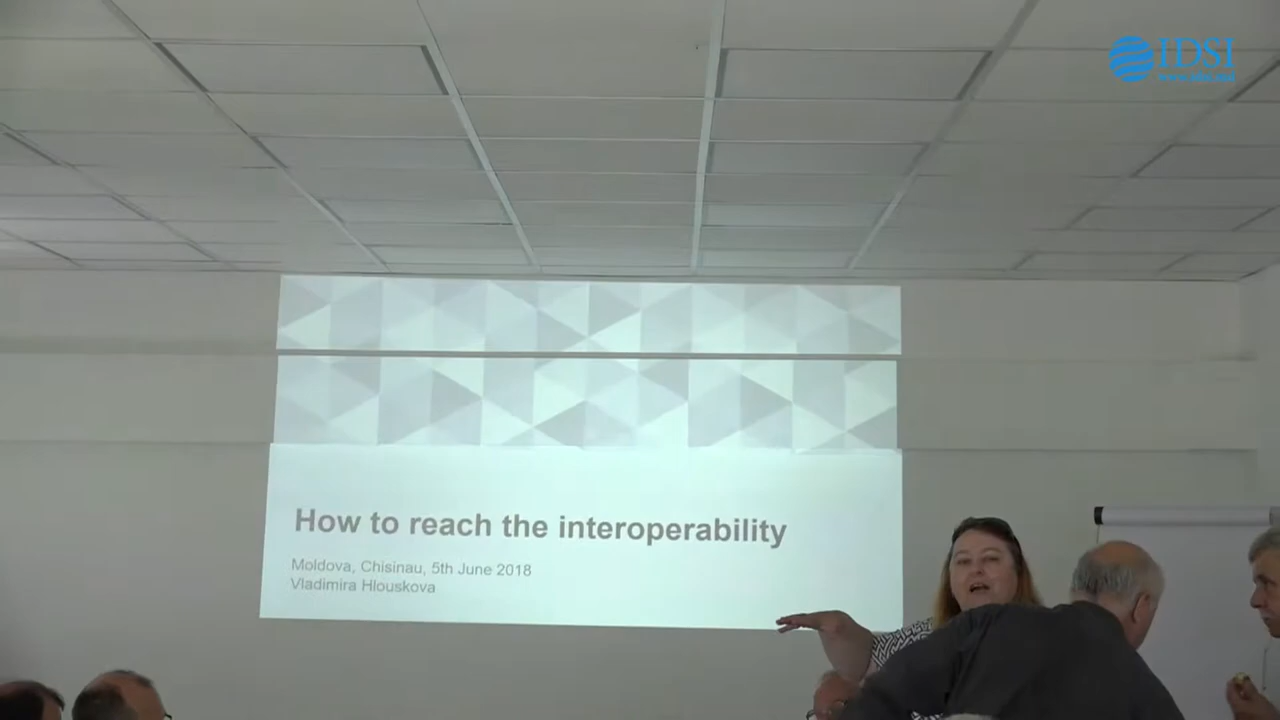 IDSI
How to reach the interoperability
Moldova, Chisinau, 5th June 2018
Vladimira Hlouskova